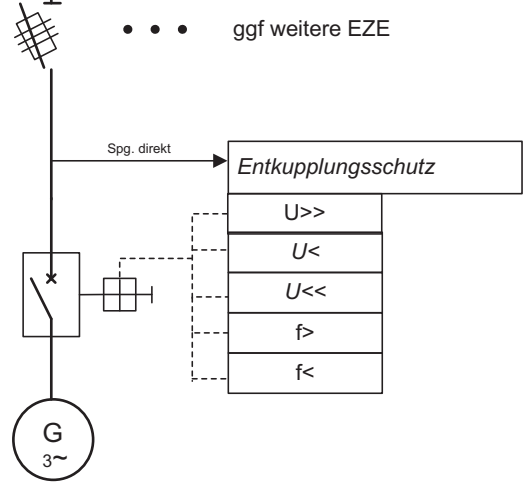 ggf weitere EZE
Spg. direkt
Entkupplungsschutz
U>>
U<
U<<
f>
f<
G
3~